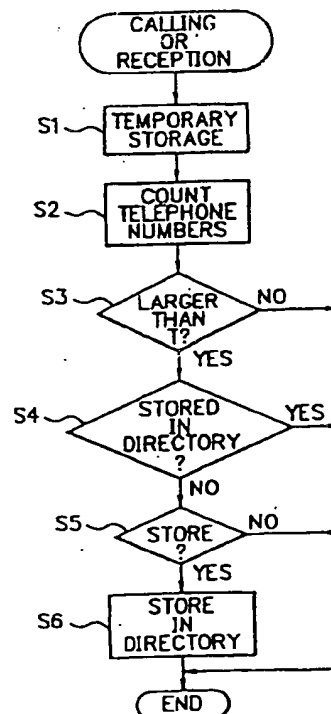 CALLING
OR
RECEPTION
S1
TEMPORARY
STORAGE
S2
COUNT
TELEPHONE
NUMBERS
S3
LARGER
THAN
T?
NO
YES
S4
STORED
IN
DIRECTORY
?
YES
NO
S5
STORE
?
NO
YES
S6
STORE
IN
DIRECTORY
END